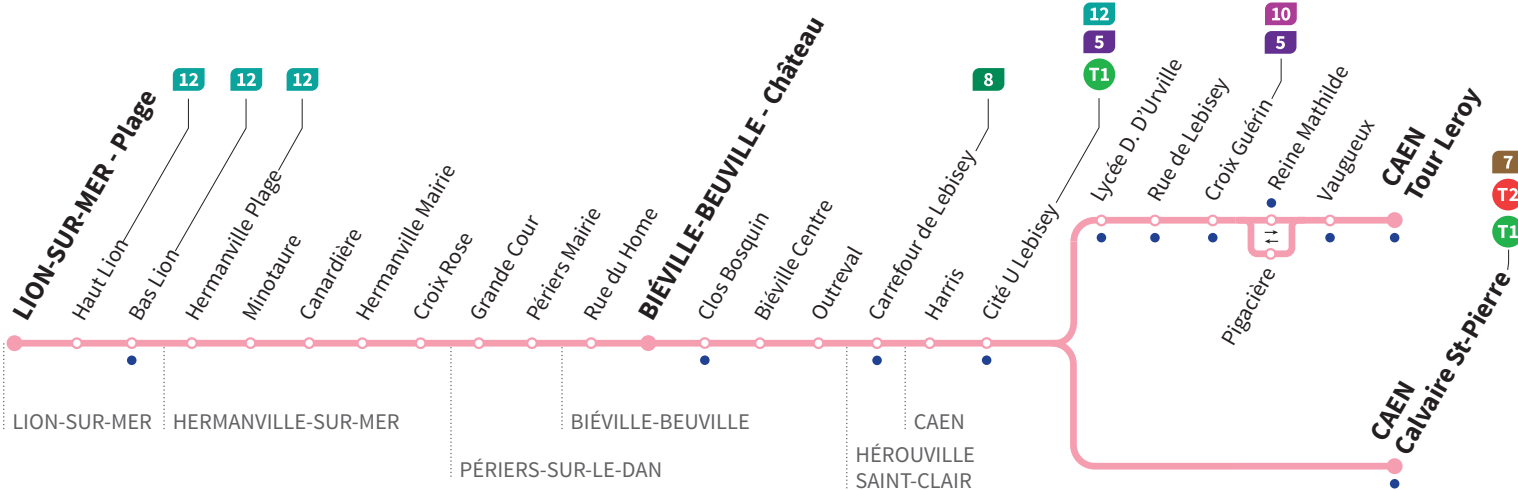 LION-SUR-MER - Plage
Haut Lion
12
Bas Lion
12
Hermanville Plage
12
Minotaure
Canardière
Hermanville Mairie
Croix Rose
Grande Cour
Périers Mairie
Rue du Home
BIÉVILLE-BEUVILLE - Château
Clos Bosquin
Biéville Centre
Outreval
Carrefour de Lebisey
8
Harris
Cité U Lebisey
12
5
T1
Lycée D. D'Urville
Rue de Lebisey
Croix Guérin
10
5
Reine Mathilde
Pigacière
Vaugueux
CAEN
Tour Leroy
CAEN
Calvaire St-Pierre
7
T2
T1
LION-SUR-MER
HERMANVILLE-SUR-MER
PÉRIERS-SUR-LE-DAN
BIÉVILLE-BEUVILLE
HÉROUVILLE
SAINT-CLAIR
CAEN